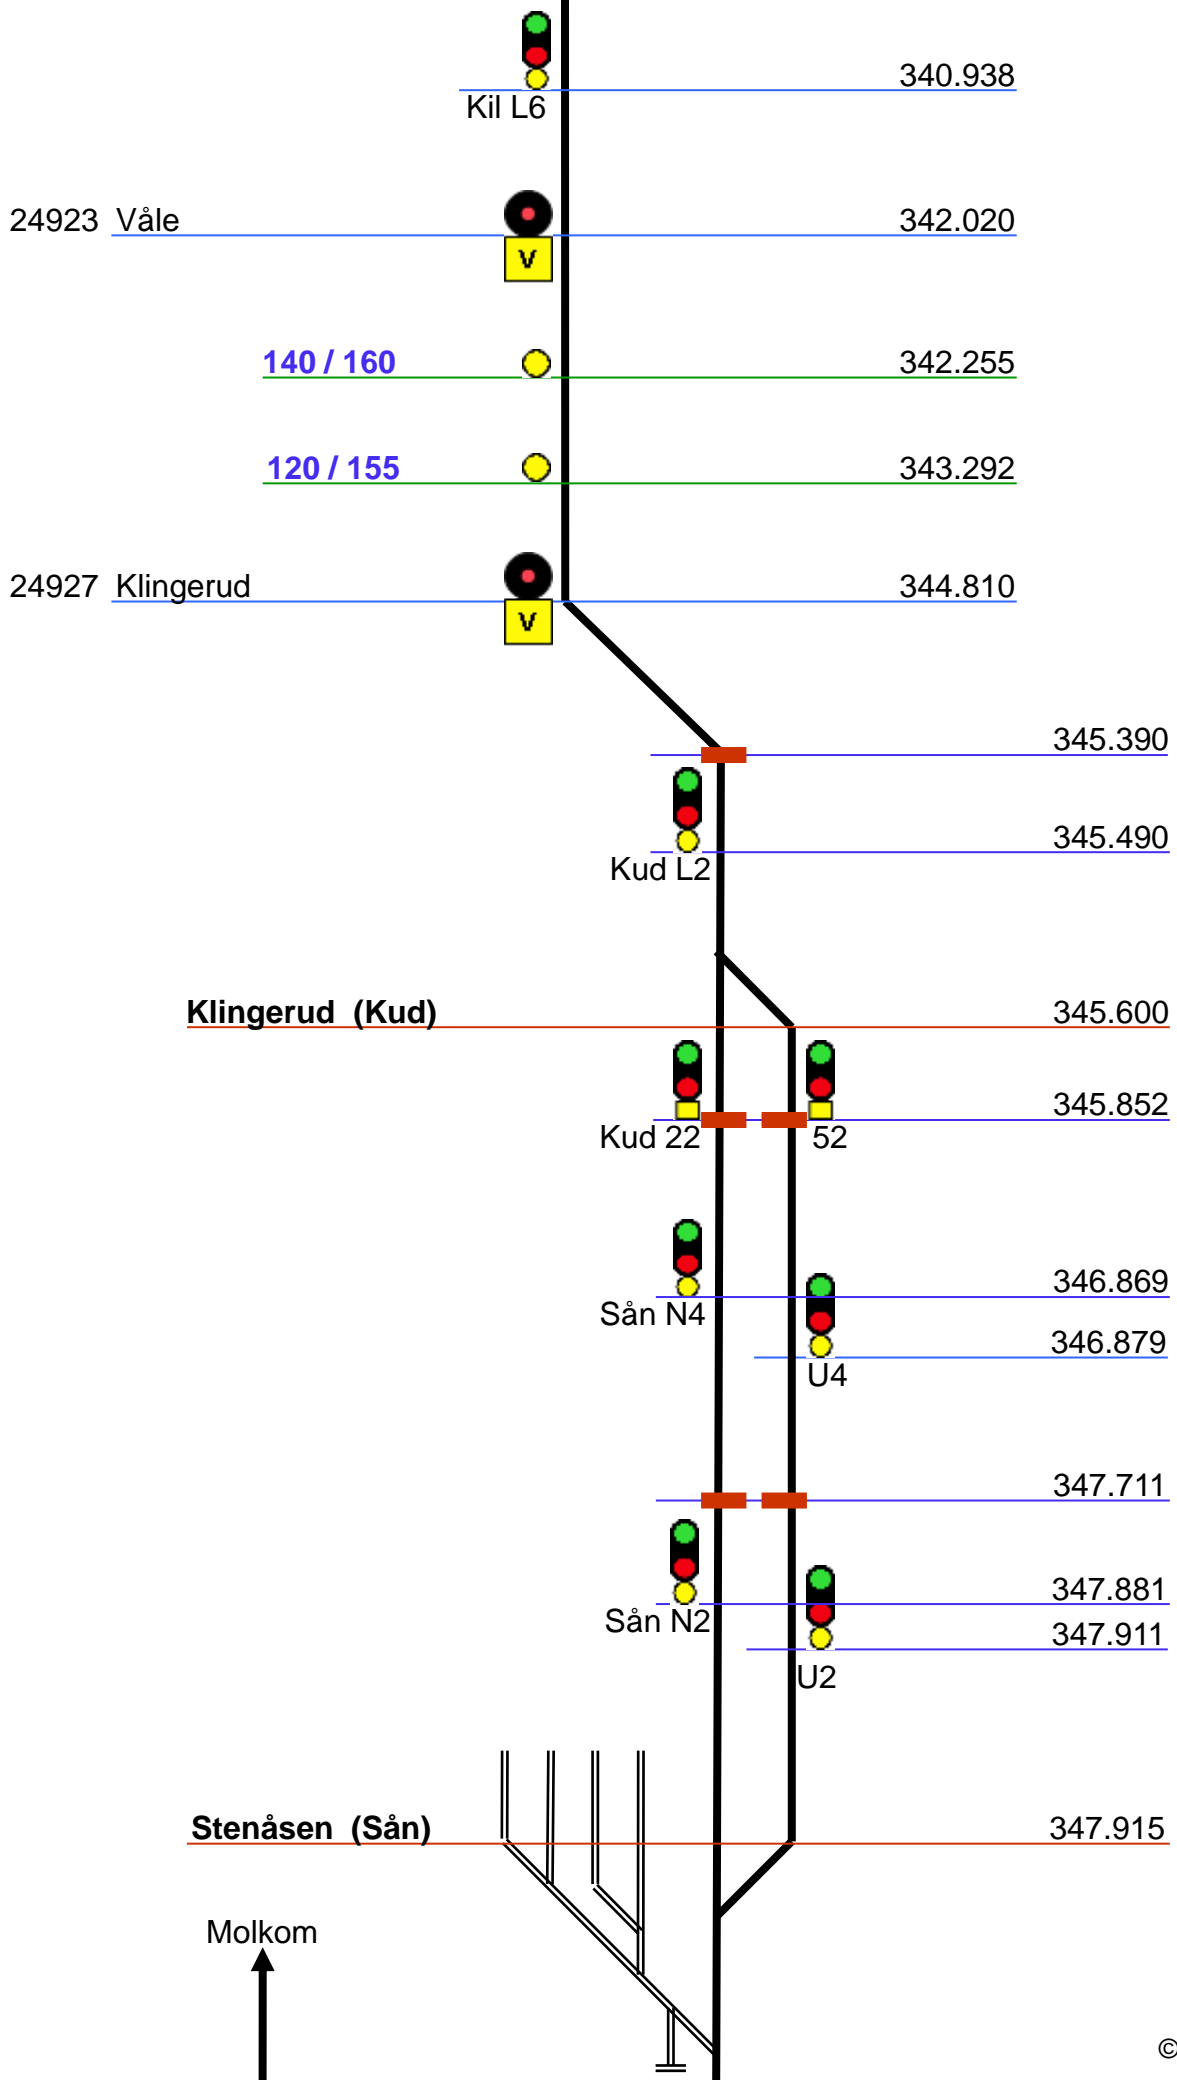 340.938
Kil L6
24923 Våle 342.020
V
140 / 160 342.255
120 / 155 343.292
24927 Klingerud 344.810
V
345.390
345.490
Kud L2
Klingerud (Kud) 345.600
345.852
Kud 22 52
346.869
Sån N4
346.879
U4
347.711
347.881
Sån N2
347.911
U2
Stenåsen (Sån) 347.915
Molkom
©